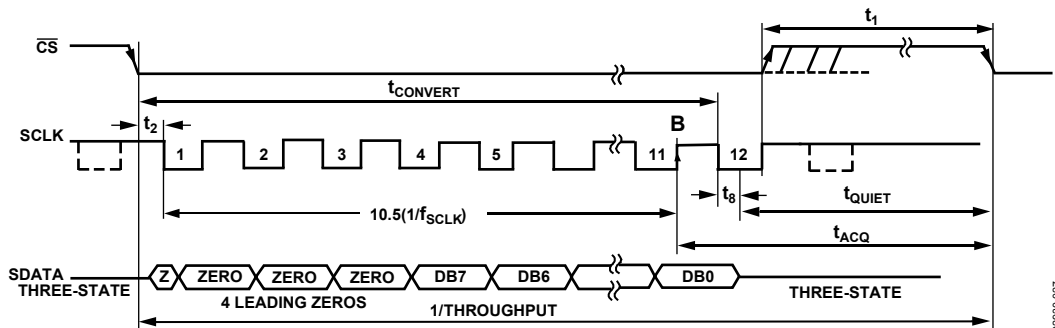 t1
CS
tCONVERT
t2
B
SCLK
1 2 3 4 5 11 12
t8
tQUIET
10.5(1/fSCLK)
tACQ
SDATA
Z ZERO ZERO ZERO DB7 DB6 DB0
THREE-STATE
THREE-STATE
4 LEADING ZEROS
1/THROUGHPUT